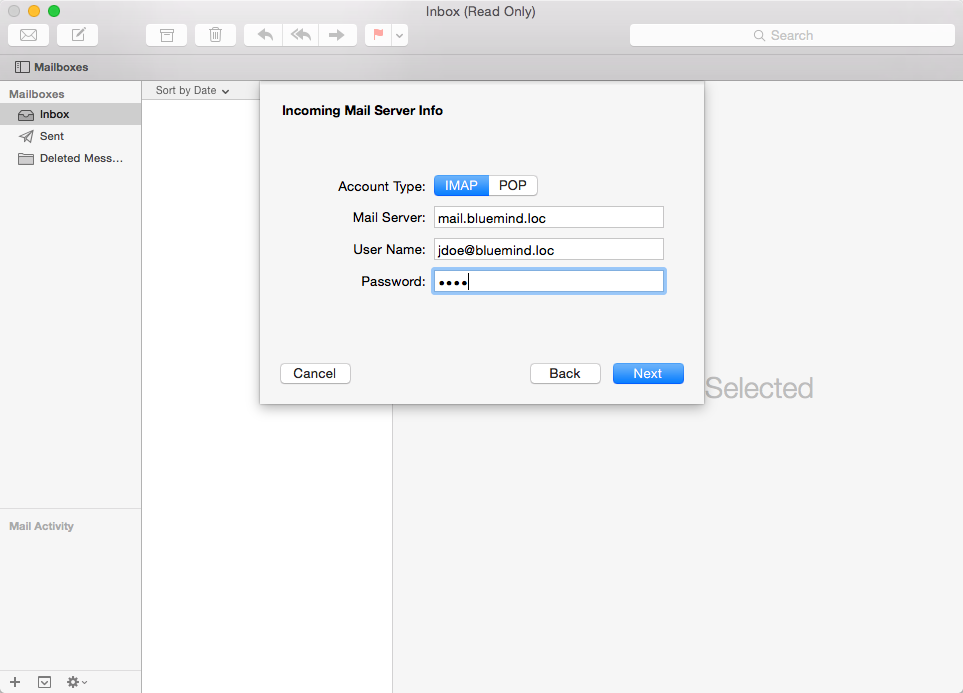 Inbox (Read Only)
Search
Mailboxes
Mailboxes
Inbox
Sent
Deleted Mess...
Mail Activity
Sort by Date
Incoming Mail Server Info
Account Type: IMAP POP
Mail Server: mail.bluemind.loc
User Name: jdoe@bluemind.loc
Password: ••••
Cancel Back Next
Selected